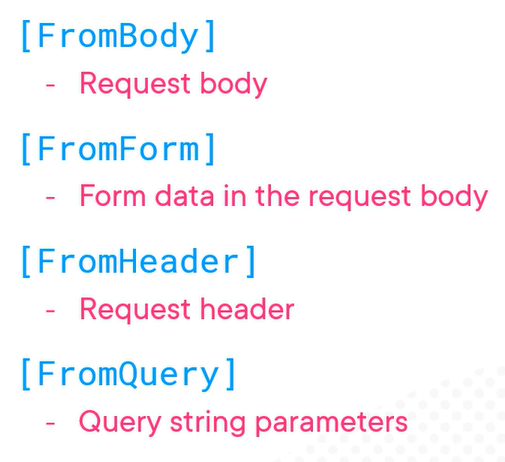 [FromBody]
- Request body
[FromForm]
- Form data in the request body
[FromHeader]
- Request header
[FromQuery]
- Query string parameters